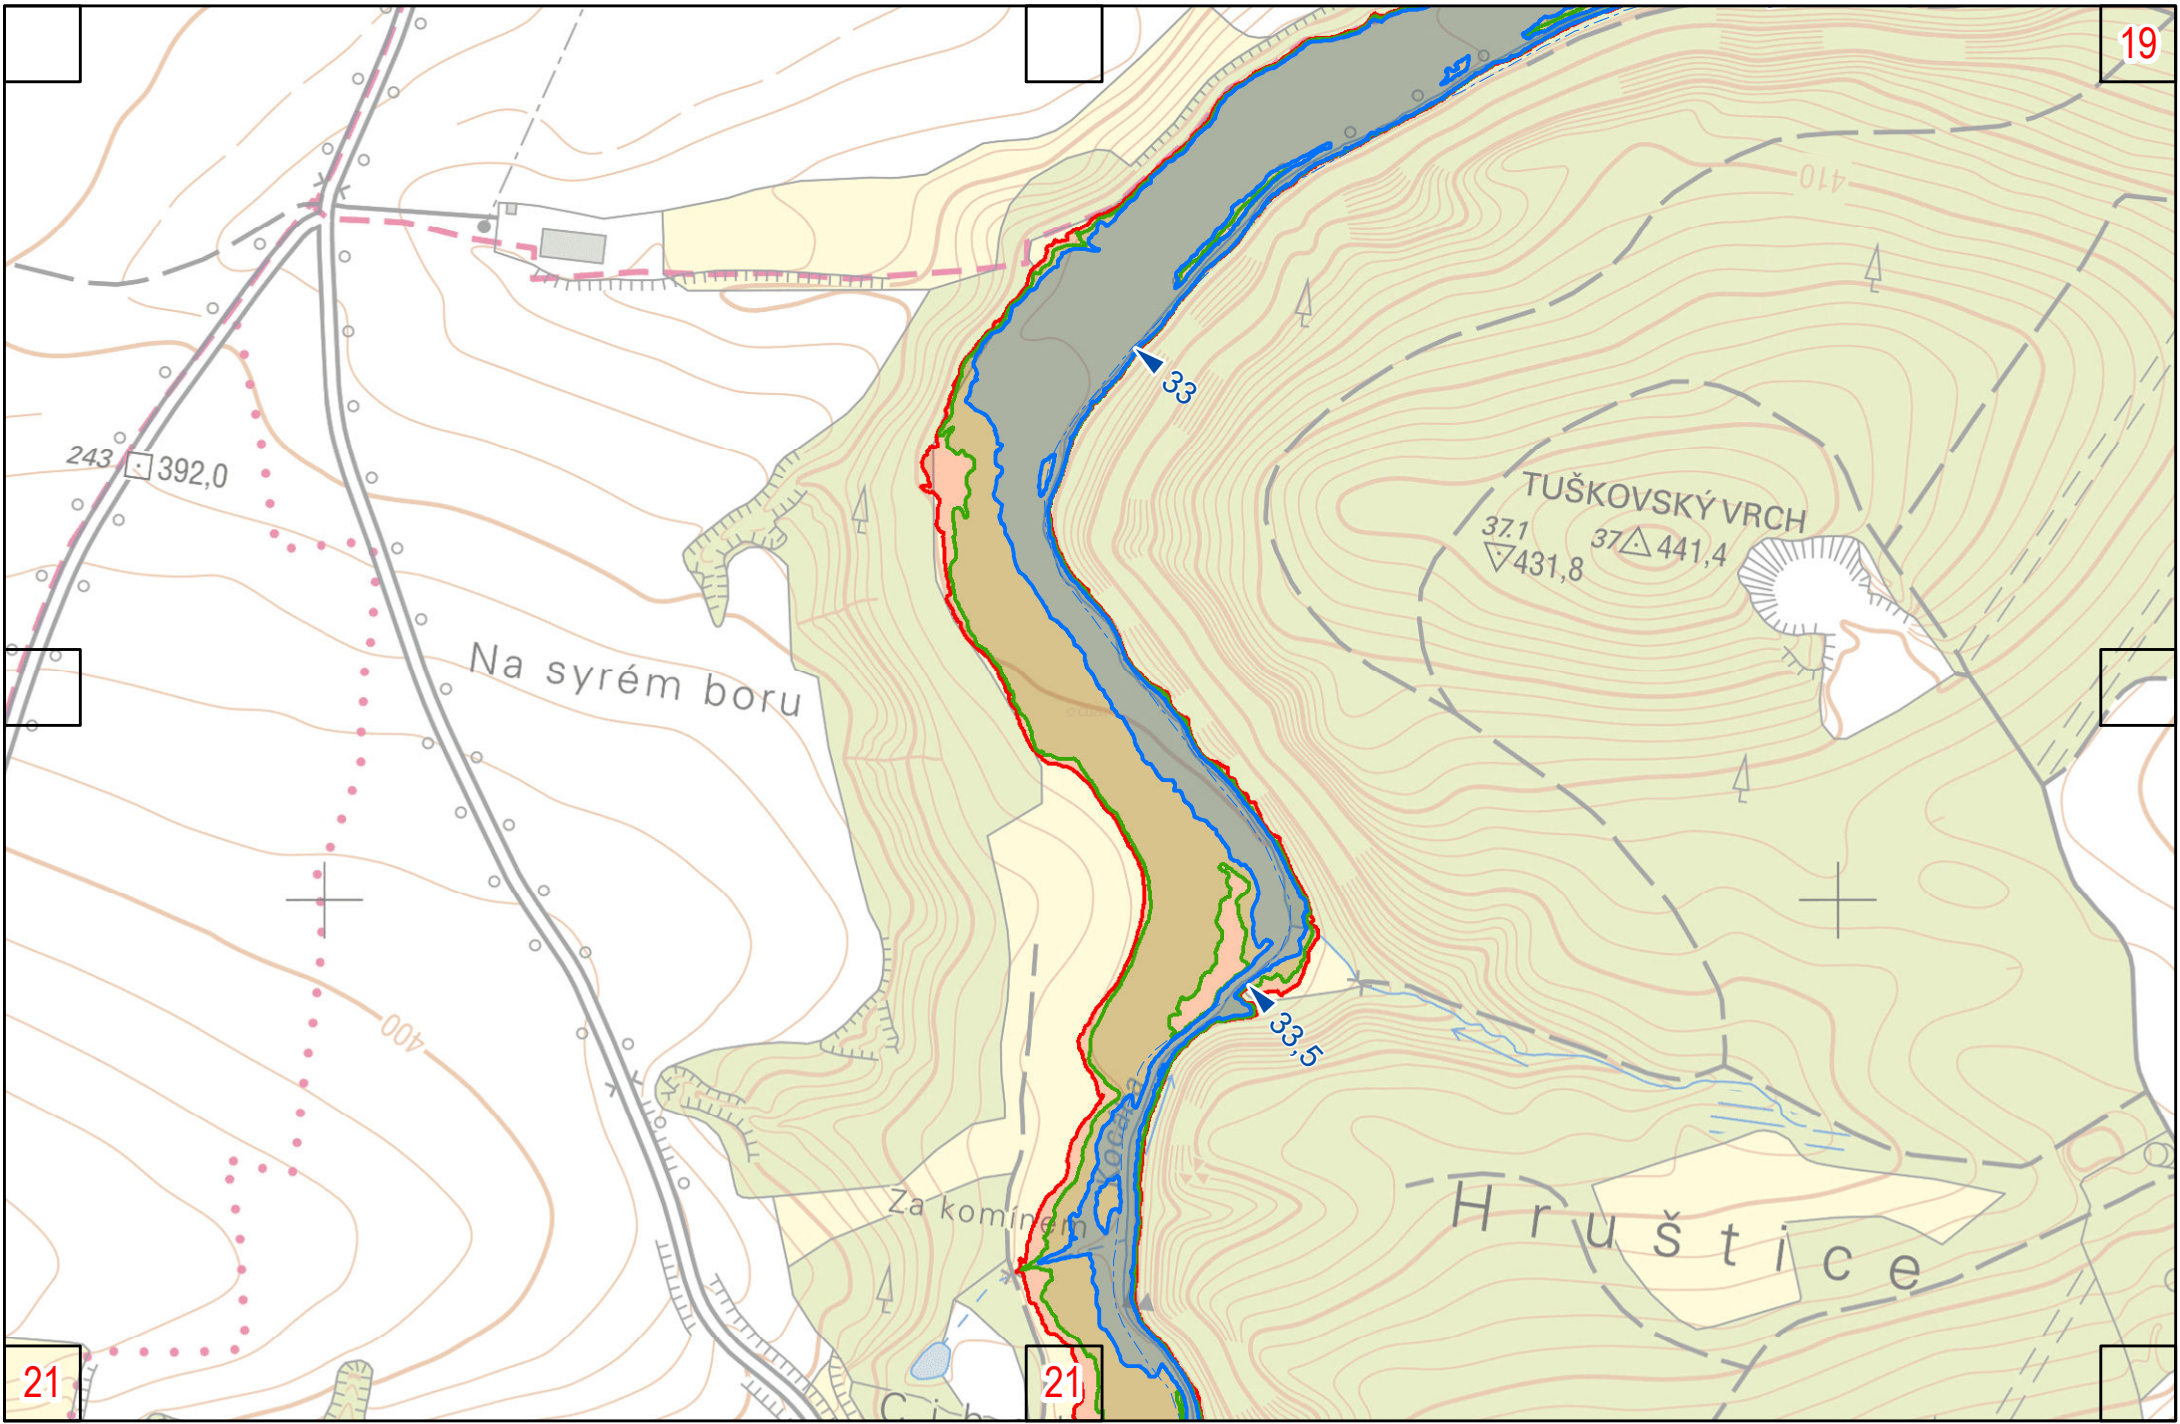 19
410
33
243 392,0
TUŠKOVSKÝ VRCH
37.1
431,8
37 441,4
Na syrém boru
400
33,5
Kocába
Za komínem
Hruštice
21
21